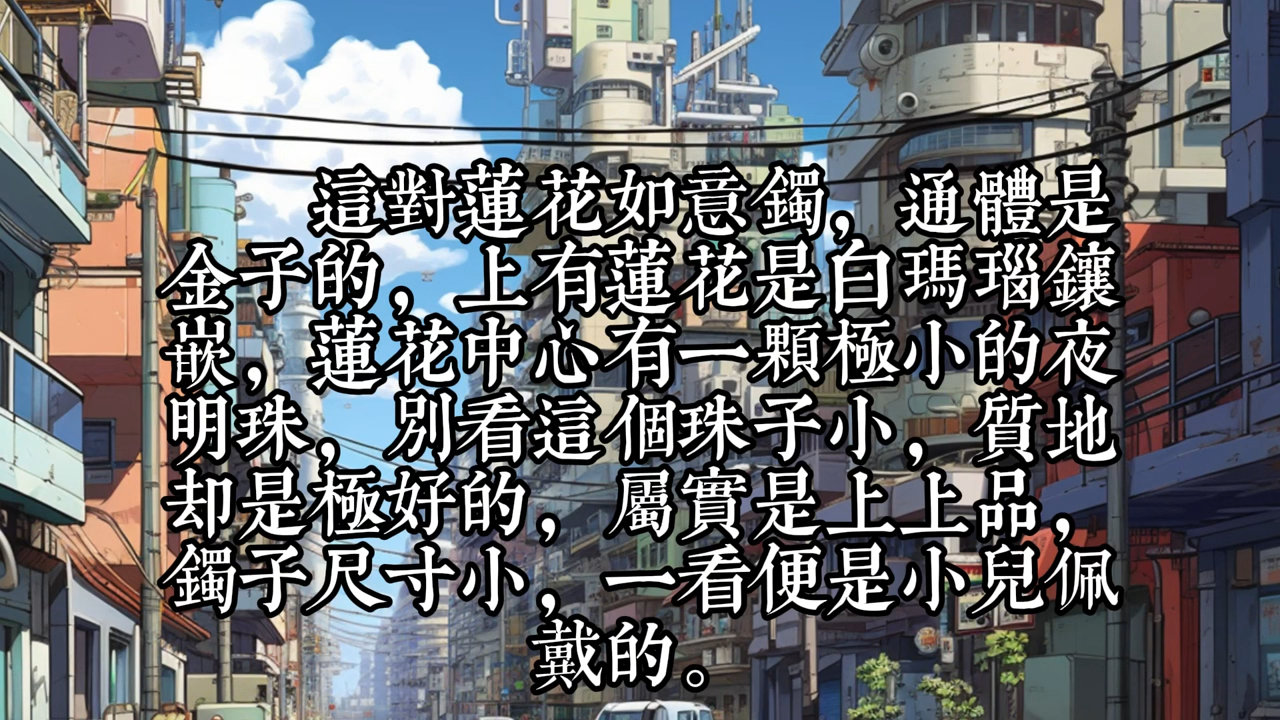 這對蓮花如意鐲，通體是
金子的，上有蓮花是白瑪瑙鑲
嵌，蓮花中心有一顆極小的夜
明珠，別看這個珠子小，質地
却是極好的，屬實是上上品，
鐲子尺寸小，一看便是小兒佩
戴的。